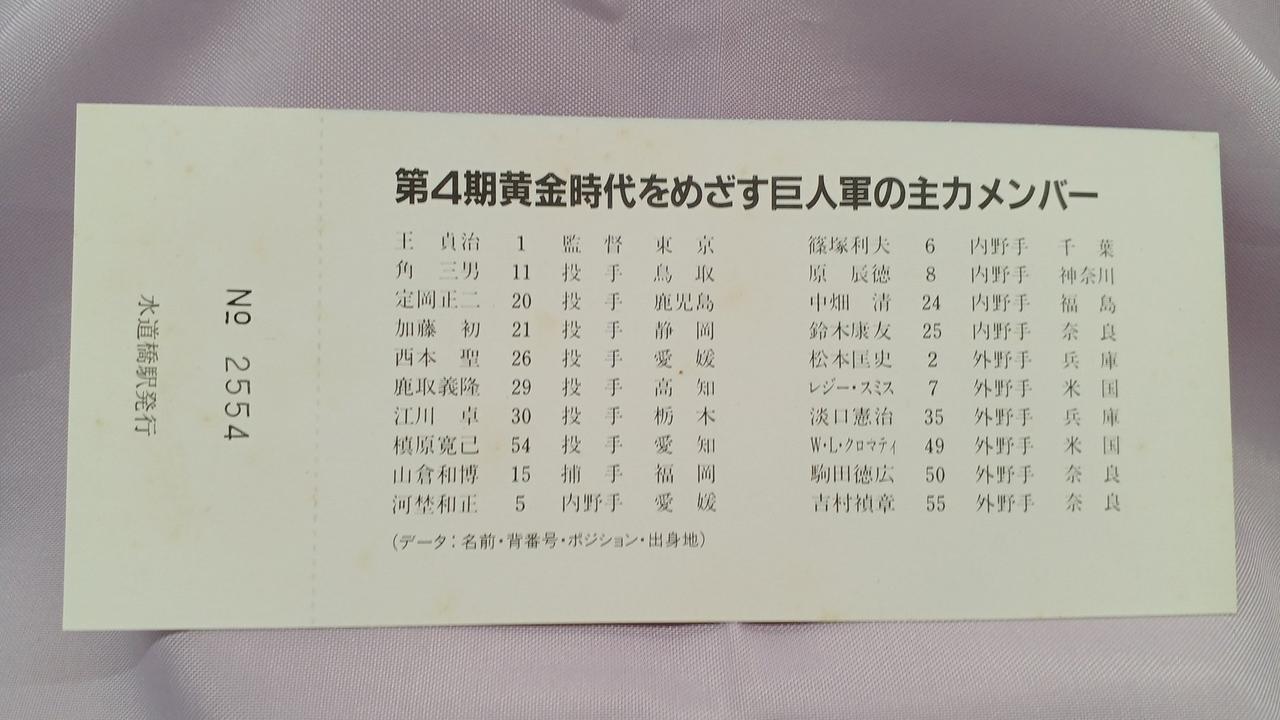 第4期黄金時代をめざす巨人軍の主力メンバー
王 貞治 1 監督 東京
角 三男 11 投手 鳥取
定岡正二 20 投手 鹿児島
加藤 初 21 投手 静岡
西本 聖 26 投手 愛媛
鹿取義隆 29 投手 高知
江川 卓 30 投手 栃木
槙原寛己 54 投手 愛知
山倉和博 15 捕手 福岡
河埜和正 5 内野手 愛媛
篠塚利夫 6 内野手 千葉
原 辰徳 8 内野手 神奈川
中畑 清 24 内野手 福島
鈴木康友 25 内野手 奈良
松本匡史 2 外野手 兵庫
レジー・スミス 7 外野手 米国
淡口憲治 35 外野手 兵庫
W・L・クロマティ 49 外野手 米国
駒田徳広 50 外野手 奈良
吉村禎章 55 外野手 奈良
(データ：名前・背番号・ポジション・出身地)
№ 2554
水道橋駅発行